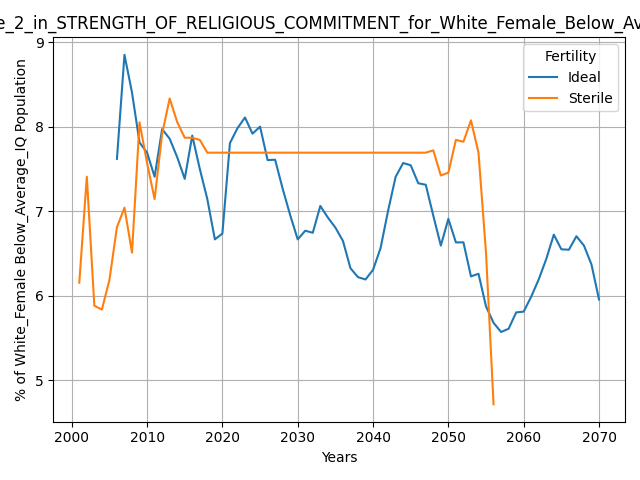 e_2_in_STRENGTH_OF_RELIGIOUS_COMMITMENT_for_White_Female_Below_Av
Fertility
Ideal
Sterile
% of White_Female Below_Average_IQ Population
9
8
7
6
5
2000 2010 2020 2030 2040 2050 2060 2070
Years